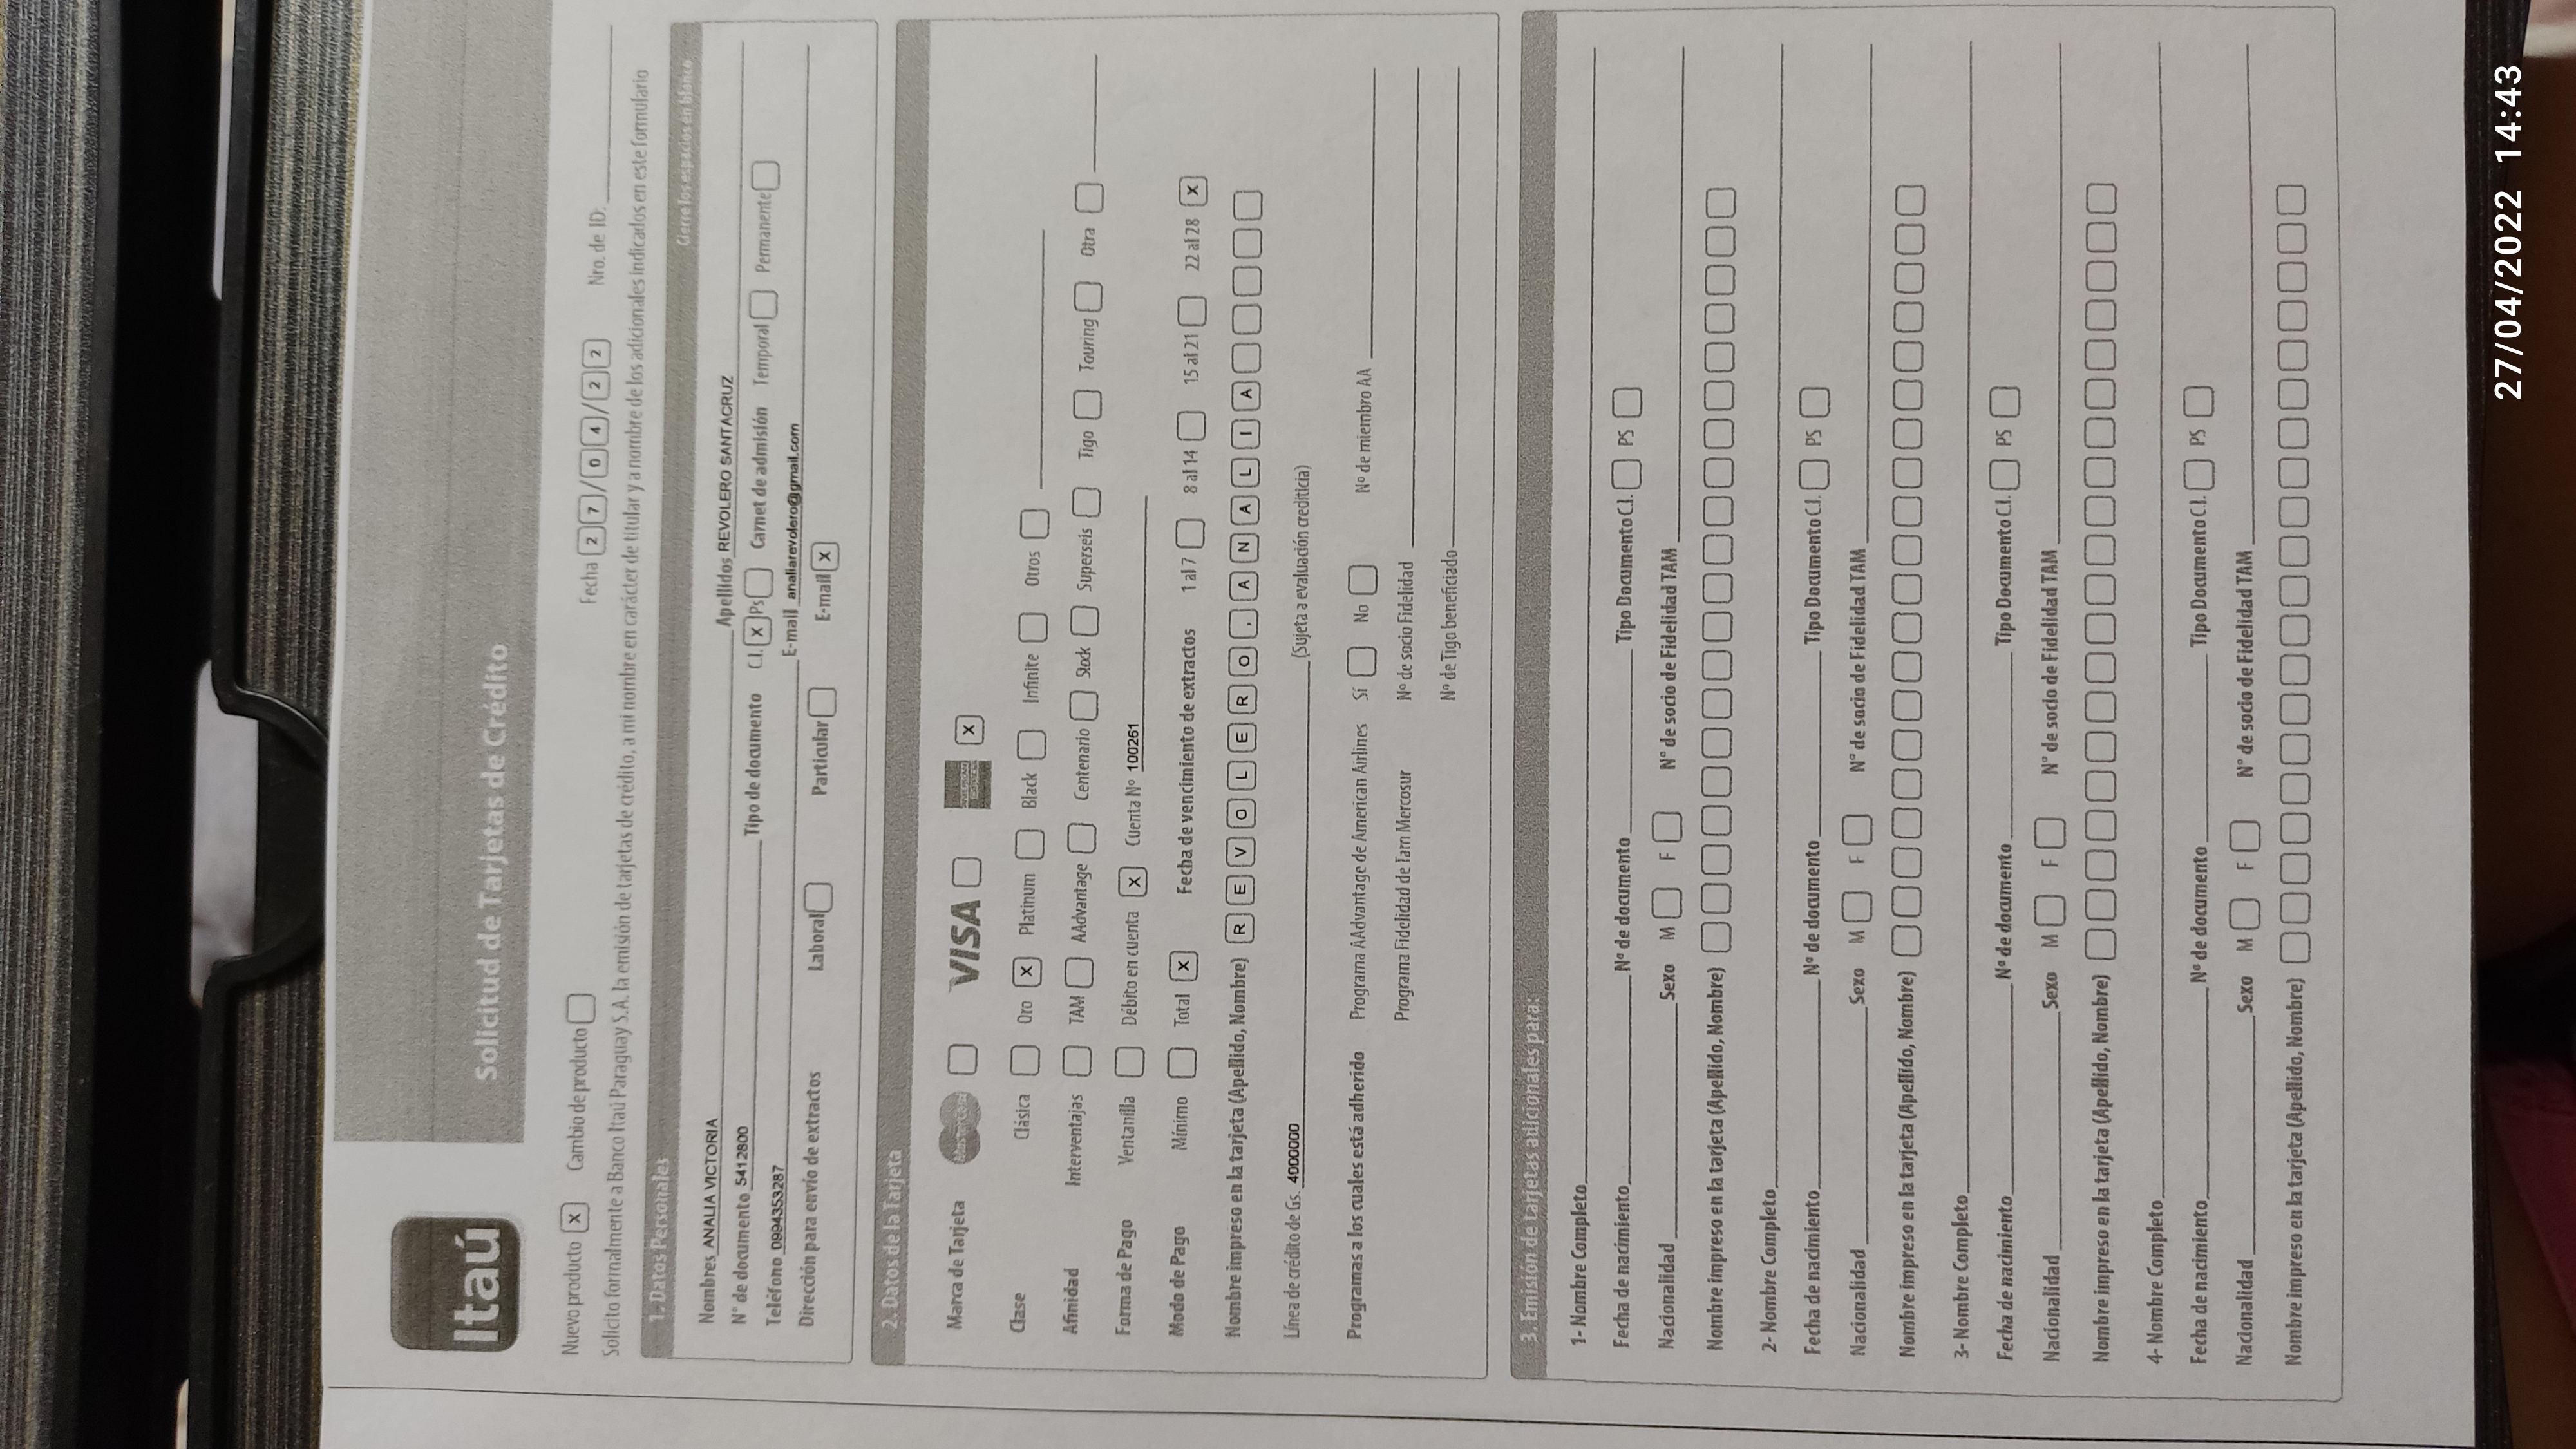 Itaú
Solicitud de Tarjetas de Crédito
Nuevo producto X Cambio de producto Fecha 2 7 / 0 4 / 2 2 Nro. de ID:
Solicito formalmente a Banco Itaú Paraguay S.A. la emisión de tarjetas de crédito, a mi nombre en carácter de titular y a nombre de los adicionales indicados en este formulario
1. Datos Personales Cierre los espacios en blanco
Nombres ANALIA VICTORIA Apellidos REVOLERO SANTACRUZ
N° de documento 5412800 Tipo de documento C.I. X Ps Carnet de admisión Temporal Permanente
Teléfono 0994353287 E-mail analiarevolero@gmail.com
Dirección para envío de extractos Laboral Particular E-mail X
2. Datos de la Tarjeta
Marca de Tarjeta MasterCard VISA AMERICAN EXPRESS X
Clase Clásica Oro X Platinum Black Infinite Otros
Afinidad Interventajas TAM AAdvantage Centenario Stock Superseis Tigo Touring Otra
Forma de Pago Ventanilla Débito en cuenta X Cuenta Nº 100261
Modo de Pago Mínimo Total X Fecha de vencimiento de extractos 1 al 7 8 al 14 15 al 21 22 al 28 X
Nombre impreso en la tarjeta (Apellido, Nombre) R E V O L E R O , A N A L I A
Línea de crédito de Gs. 4000000 (Sujeta a evaluación crediticia)
Programas a los cuales está adherido Programa AAdvantage de American Airlines Sí No Nº de miembro AA
Programa Fidelidad de Tam Mercosur Nº de socio Fidelidad
Nº de Tigo beneficiado
3. Emisión de tarjetas adicionales para:
1- Nombre Completo
Fecha de nacimiento Nº de documento Tipo Documento C.I. PS
Nacionalidad Sexo M F N° de socio de Fidelidad TAM
Nombre impreso en la tarjeta (Apellido, Nombre)
2- Nombre Completo
Fecha de nacimiento Nº de documento Tipo Documento C.I. PS
Nacionalidad Sexo M F N° de socio de Fidelidad TAM
Nombre impreso en la tarjeta (Apellido, Nombre)
3- Nombre Completo
Fecha de nacimiento Nº de documento Tipo Documento C.I. PS
Nacionalidad Sexo M F N° de socio de Fidelidad TAM
Nombre impreso en la tarjeta (Apellido, Nombre)
4- Nombre Completo
Fecha de nacimiento Nº de documento Tipo Documento C.I. PS
Nacionalidad Sexo M F N° de socio de Fidelidad TAM
Nombre impreso en la tarjeta (Apellido, Nombre)
27/04/2022 14:43